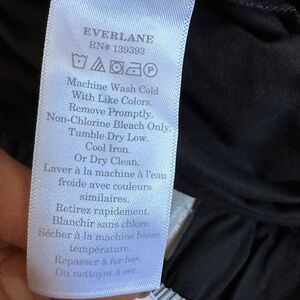 EVERLANE
RN# 139393
Machine Wash Cold
With Like Colors.
Remove Promptly.
Non-Chlorine Bleach Only.
Tumble Dry Low.
Cool Iron.
Or Dry Clean.
Laver à la machine à l'eau
froide avec couleurs
similaires.
Retirez rapidement.
Blanchir sans chlore.
Sécher à la machine basse
température.
Repasser à fer bas.
Ou nettoyer à sec.